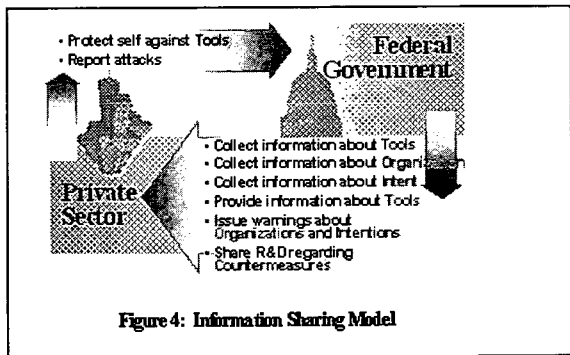 • Protect self against Tools
• Report attacks
Federal
Government
• Collect information about Tools
• Collect information about Organization
• Collect information about Intent
• Provide information about Tools
• Issue warnings about
Organizations and Intentions
• Share R&D regarding
Countermeasures
Private
Sector
Figure 4: Information Sharing Model